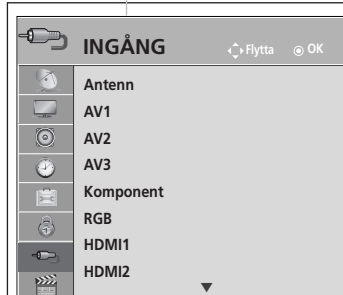 INGÅNG Flytta OK
Antenn
AV1
AV2
AV3
Komponent
RGB
HDMI1
HDMI2